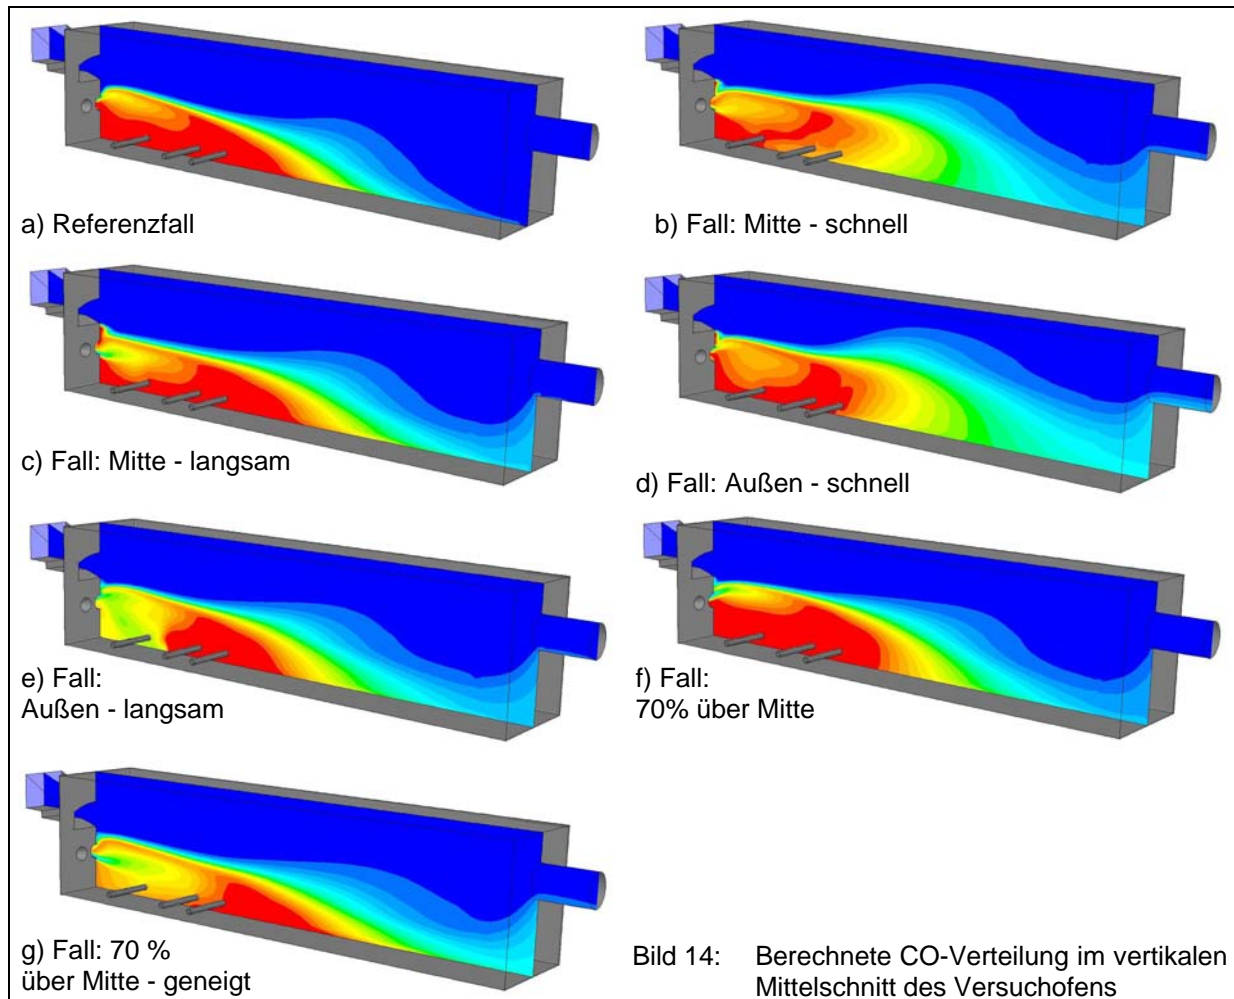 a) Referenzfall
b) Fall: Mitte - schnell
c) Fall: Mitte - langsam
d) Fall: Außen - schnell
e) Fall:
Außen - langsam
f) Fall:
70% über Mitte
g) Fall: 70 %
über Mitte - geneigt
Bild 14: Berechnete CO-Verteilung im vertikalen
Mittelschnitt des Versuchofens